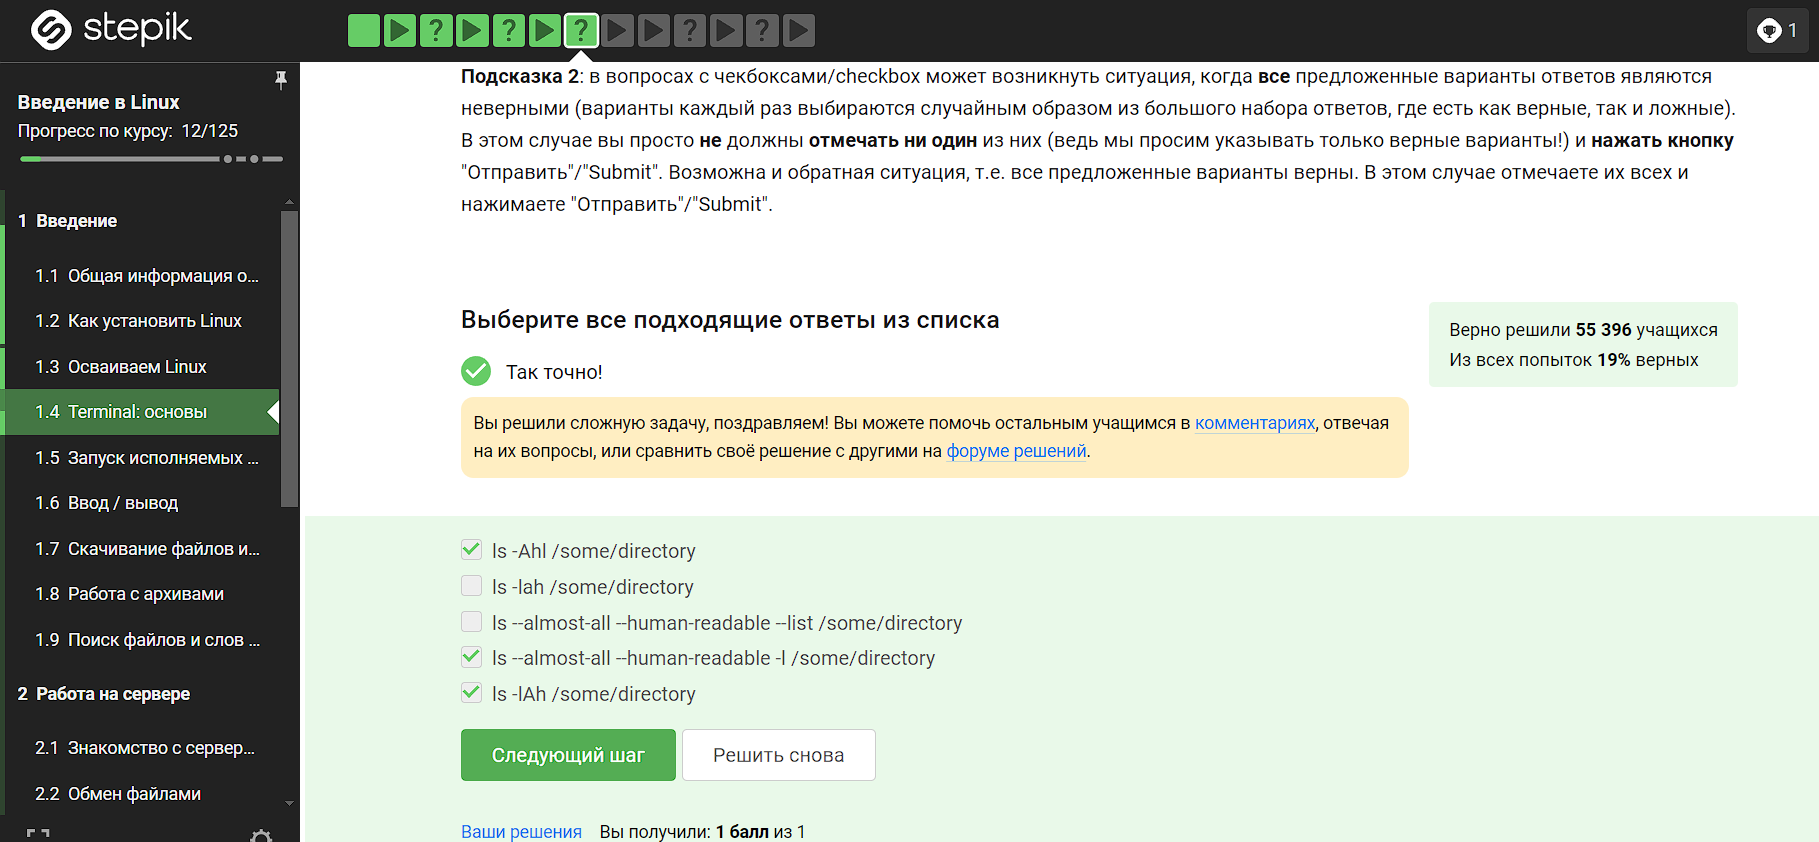 stepik
? ? ? ? ?
1
Введение в Linux
Прогресс по курсу: 12/125
1 Введение
1.1 Общая информация о...
1.2 Как установить Linux
1.3 Осваиваем Linux
1.4 Terminal: основы
1.5 Запуск исполняемых ...
1.6 Ввод / вывод
1.7 Скачивание файлов и...
1.8 Работа с архивами
1.9 Поиск файлов и слов ...
2 Работа на сервере
2.1 Знакомство с сервер...
2.2 Обмен файлами
Подсказка 2: в вопросах с чекбоксами/checkbox может возникнуть ситуация, когда все предложенные варианты ответов являются
неверными (варианты каждый раз выбираются случайным образом из большого набора ответов, где есть как верные, так и ложные).
В этом случае вы просто не должны отмечать ни один из них (ведь мы просим указывать только верные варианты!) и нажать кнопку
"Отправить"/"Submit". Возможна и обратная ситуация, т.е. все предложенные варианты верны. В этом случае отмечаете их всех и
нажимаете "Отправить"/"Submit".
Выберите все подходящие ответы из списка
Так точно!
Верно решили 55 396 учащихся
Из всех попыток 19% верных
Вы решили сложную задачу, поздравляем! Вы можете помочь остальным учащимся в комментариях, отвечая
на их вопросы, или сравнить своё решение с другими на форуме решений.
ls -Ahl /some/directory
ls -lah /some/directory
ls --almost-all --human-readable --list /some/directory
ls --almost-all --human-readable -l /some/directory
ls -lAh /some/directory
Следующий шаг
Решить снова
Ваши решения Вы получили: 1 балл из 1